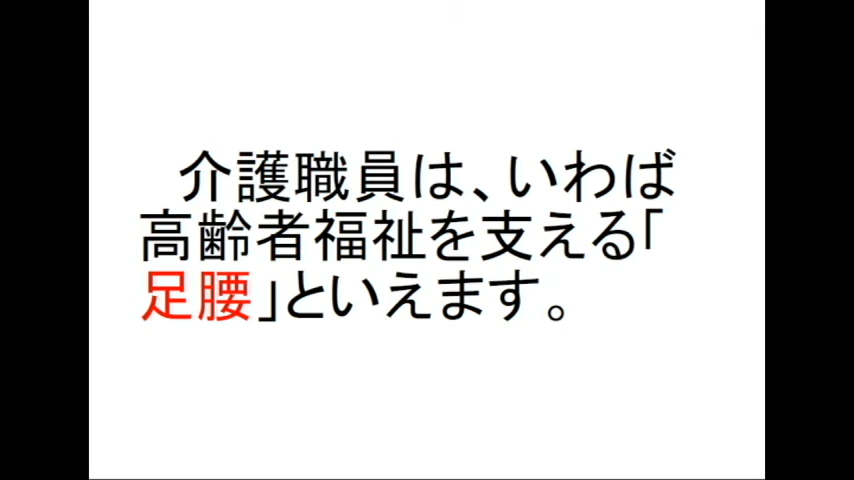 介護職員は、いわば
高齢者福祉を支える「
足腰」といえます。